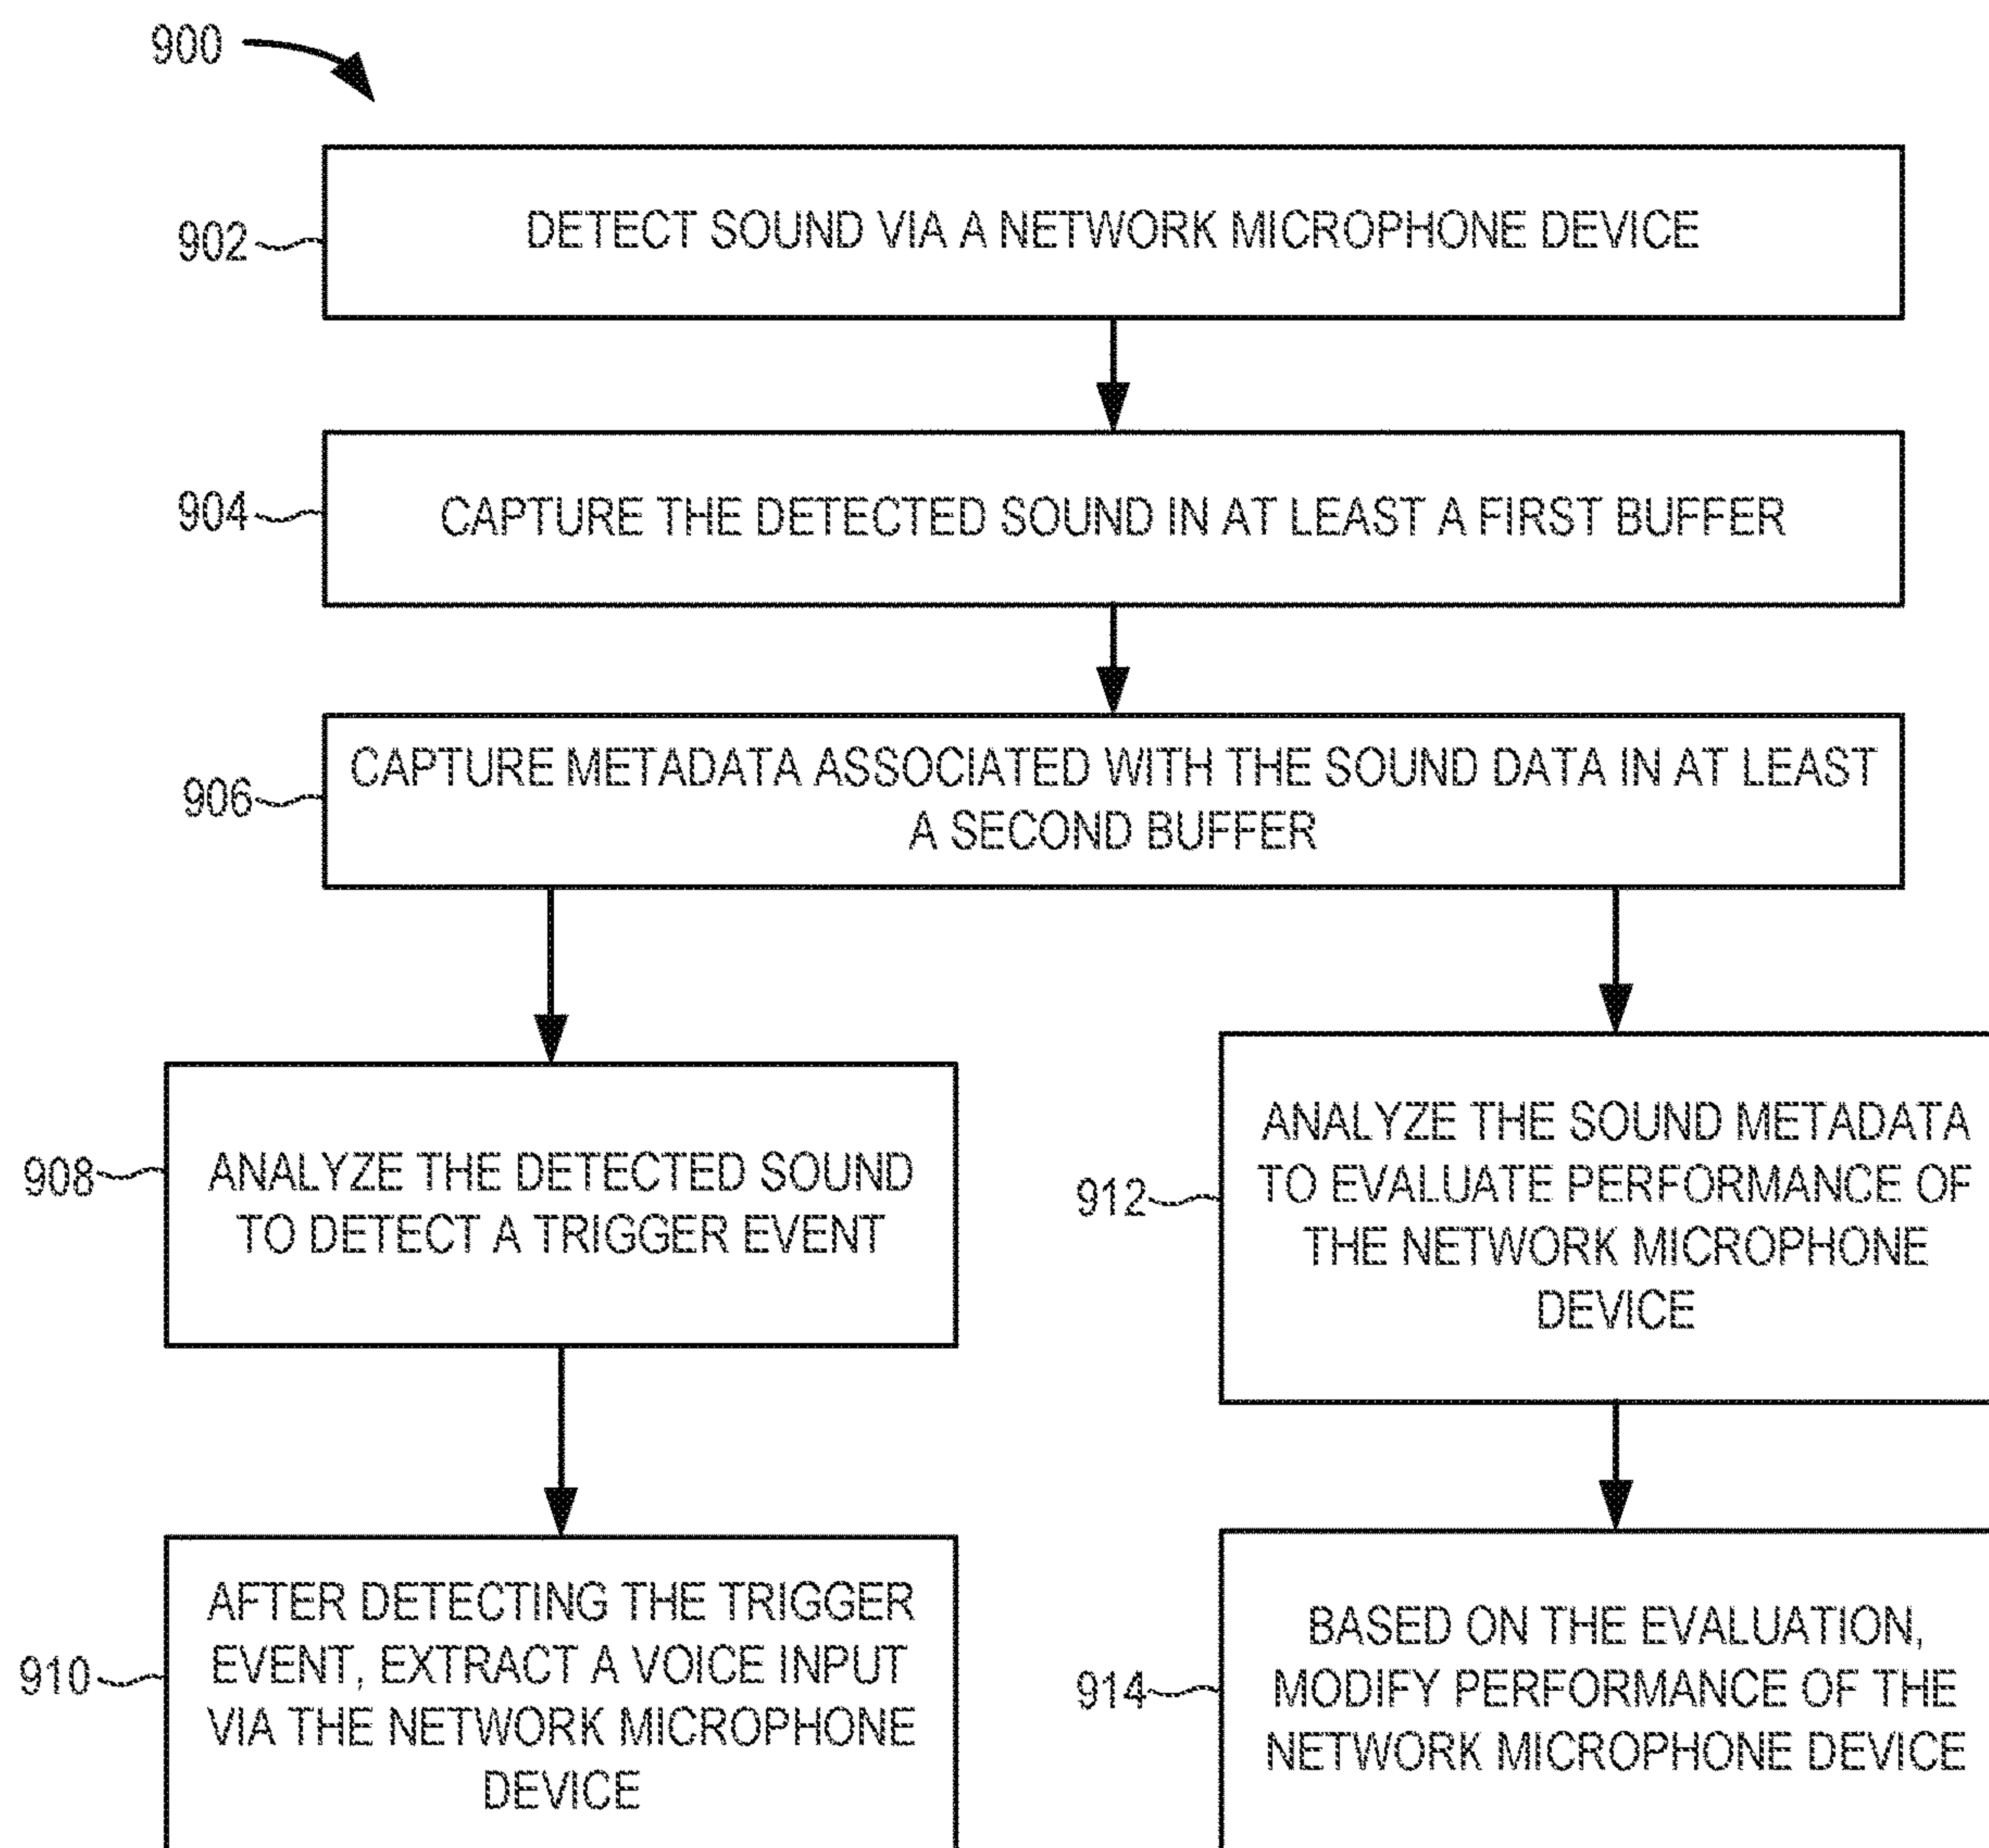 900
902
DETECT SOUND VIA A NETWORK MICROPHONE DEVICE
904
CAPTURE THE DETECTED SOUND IN AT LEAST A FIRST BUFFER
906
CAPTURE METADATA ASSOCIATED WITH THE SOUND DATA IN AT LEAST
A SECOND BUFFER
908
ANALYZE THE DETECTED SOUND
TO DETECT A TRIGGER EVENT
912
ANALYZE THE SOUND METADATA
TO EVALUATE PERFORMANCE OF
THE NETWORK MICROPHONE
DEVICE
910
AFTER DETECTING THE TRIGGER
EVENT, EXTRACT A VOICE INPUT
VIA THE NETWORK MICROPHONE
DEVICE
914
BASED ON THE EVALUATION,
MODIFY PERFORMANCE OF THE
NETWORK MICROPHONE DEVICE